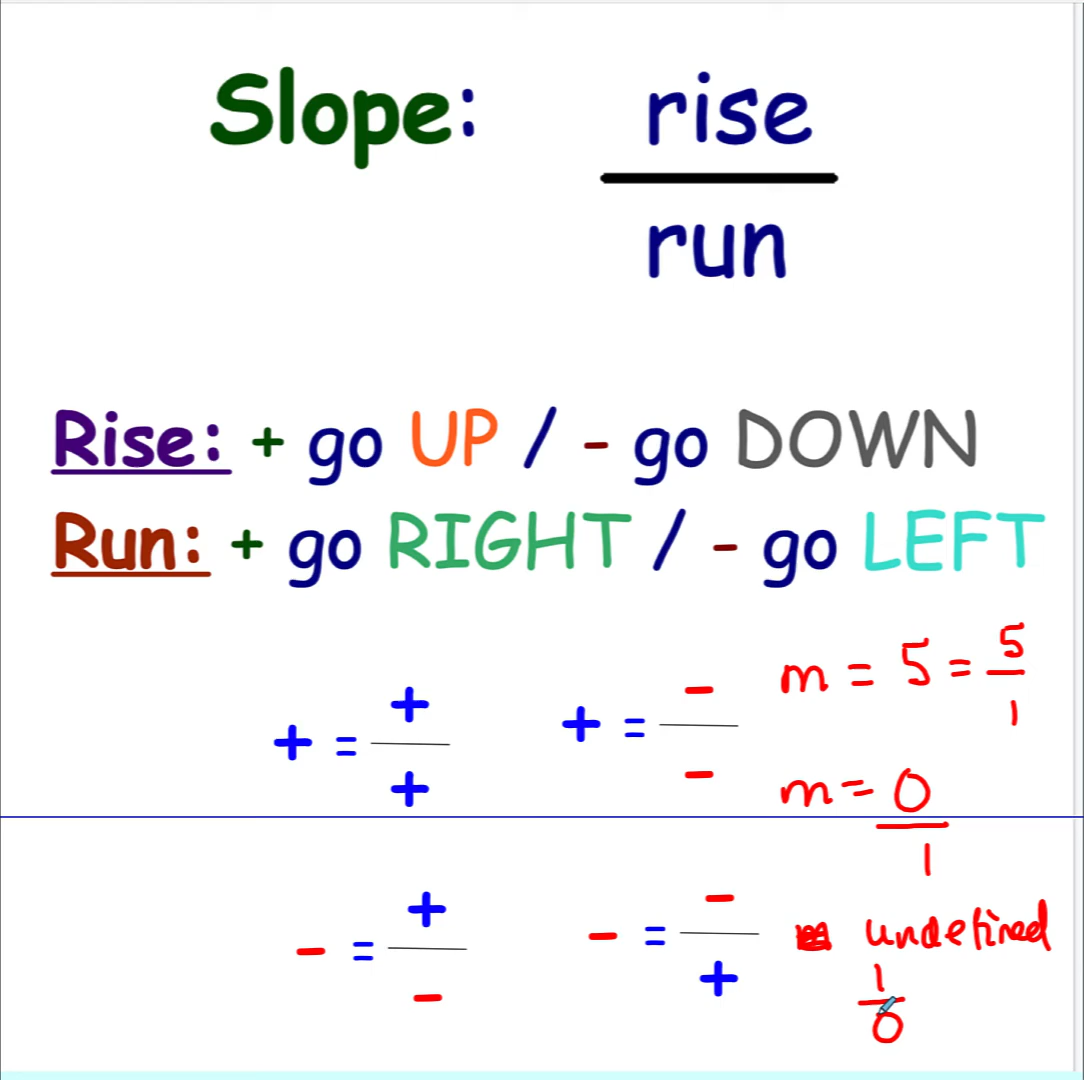 Slope: rise
run
Rise: + go UP / - go DOWN
Run: + go RIGHT / - go LEFT
m = 5 = 5/1
+ = +/+
+ = -/-
m = 0/1
- = +/-
- = -/+
undefined
1/0